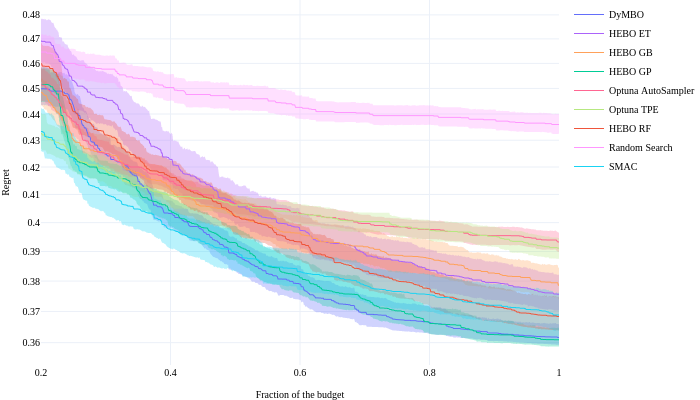 0.48
0.47
0.46
0.45
0.44
0.43
0.42
0.41
0.4
0.39
0.38
0.37
0.36
Regret
0.2
0.4
0.6
0.8
1
Fraction of the budget
DyMBO
HEBO ET
HEBO GB
HEBO GP
Optuna AutoSampler
Optuna TPE
HEBO RF
Random Search
SMAC